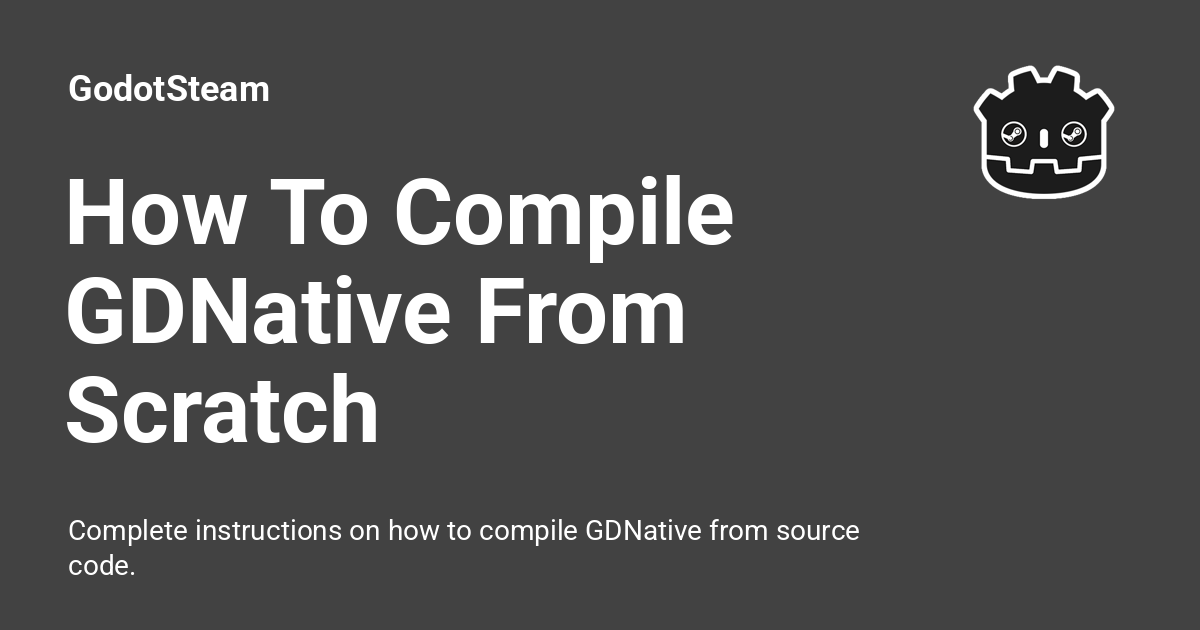 GodotSteam
How To Compile
GDNative From
Scratch
Complete instructions on how to compile GDNative from source
code.